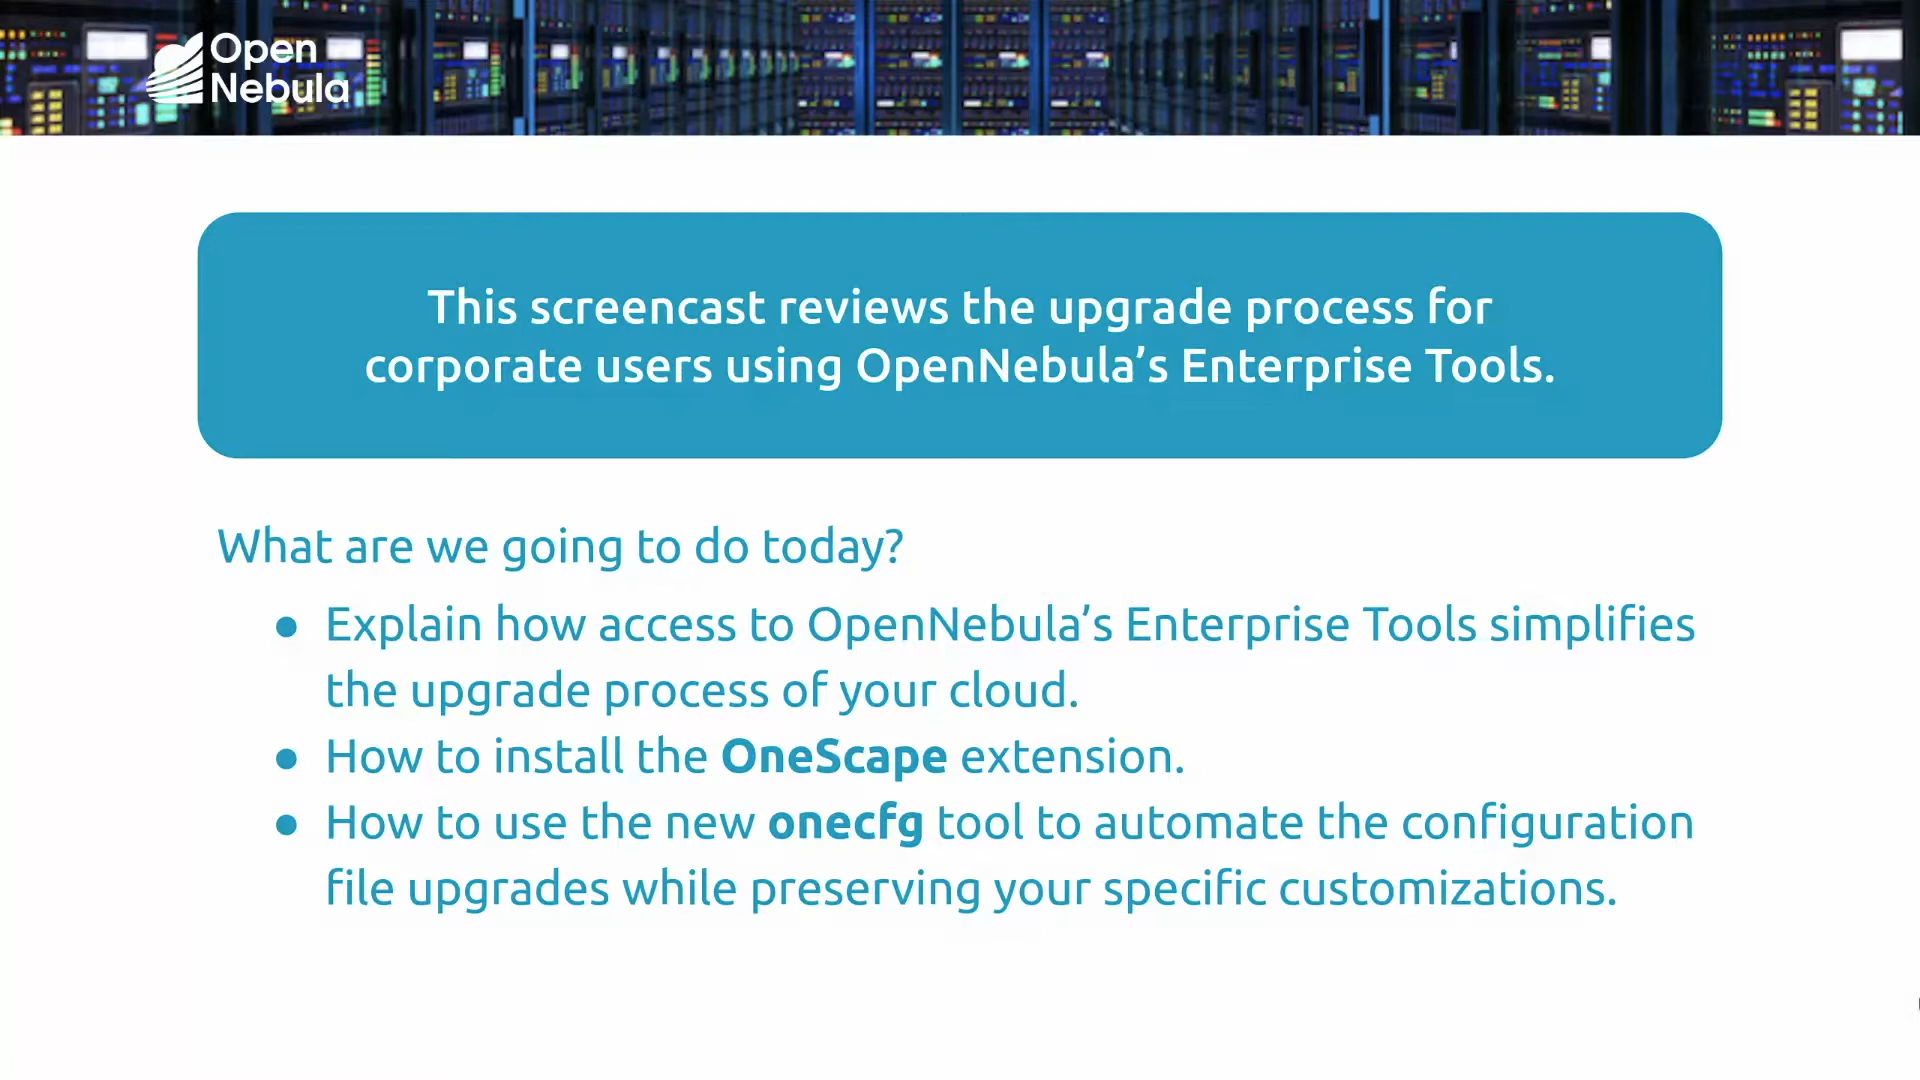 Open
Nebula
This screencast reviews the upgrade process for
corporate users using OpenNebula’s Enterprise Tools.
What are we going to do today?
● Explain how access to OpenNebula’s Enterprise Tools simplifies
the upgrade process of your cloud.
● How to install the OneScape extension.
● How to use the new onecfg tool to automate the configuration
file upgrades while preserving your specific customizations.